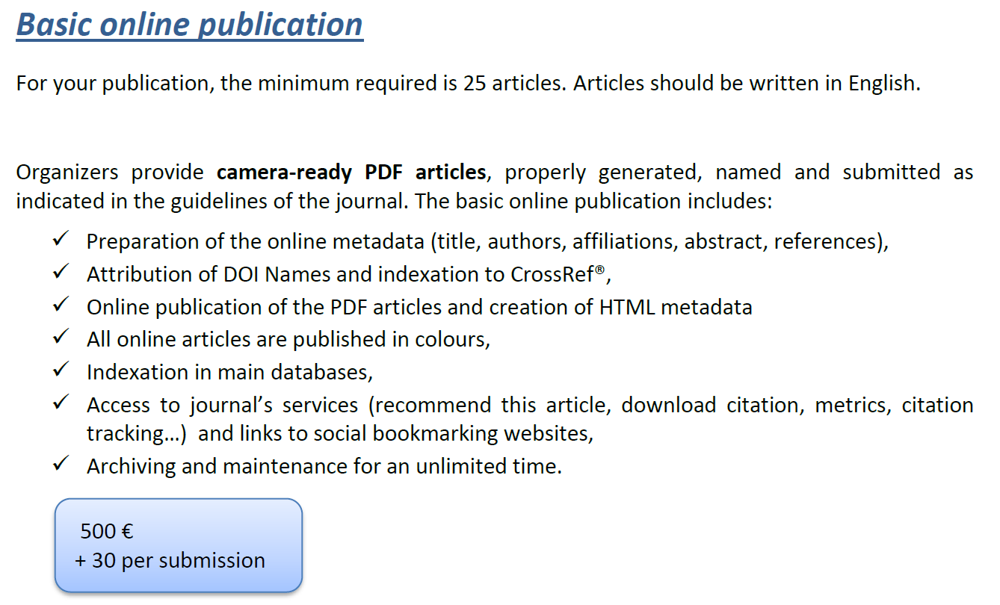 Basic online publication
For your publication, the minimum required is 25 articles. Articles should be written in English.
Organizers provide camera-ready PDF articles, properly generated, named and submitted as
indicated in the guidelines of the journal. The basic online publication includes:
✓ Preparation of the online metadata (title, authors, affiliations, abstract, references),
✓ Attribution of DOI Names and indexation to CrossRef®,
✓ Online publication of the PDF articles and creation of HTML metadata
✓ All online articles are published in colours,
✓ Indexation in main databases,
✓ Access to journal’s services (recommend this article, download citation, metrics, citation
tracking…) and links to social bookmarking websites,
✓ Archiving and maintenance for an unlimited time.
500 €
+ 30 per submission